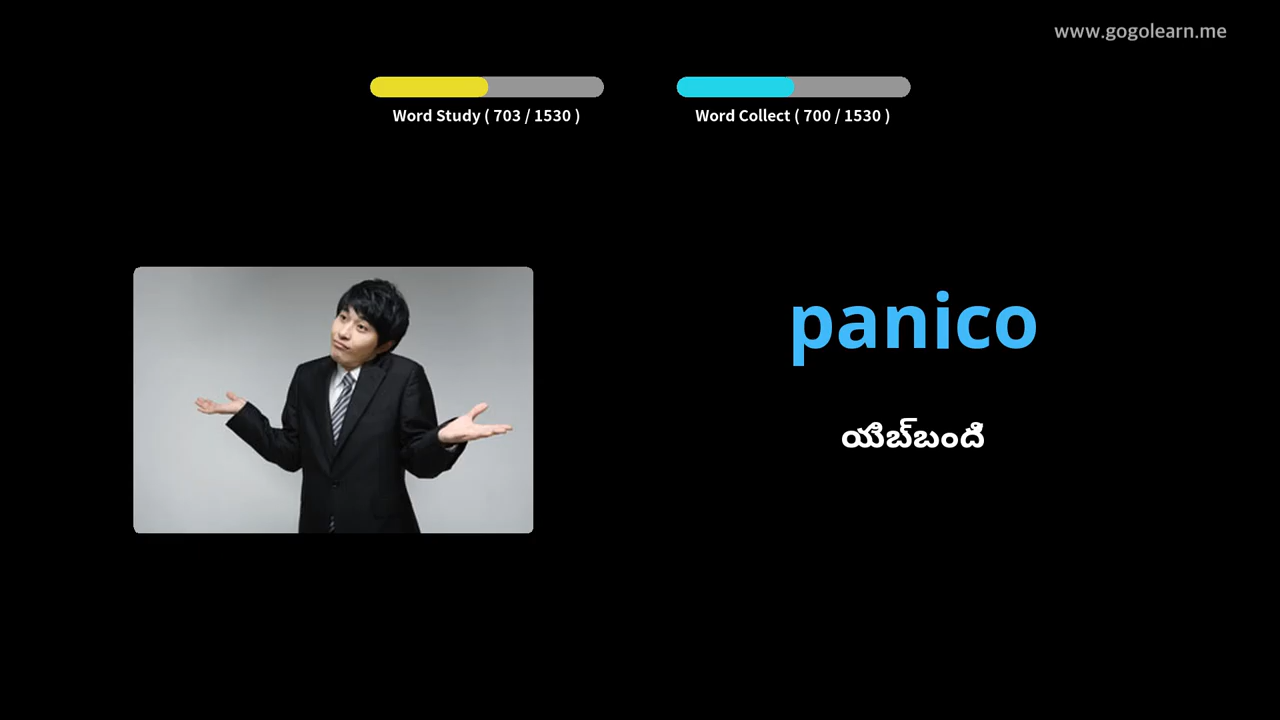 www.gogolearn.me
Word Study ( 703 / 1530 )
Word Collect ( 700 / 1530 )
panico
యిబ్‌బంది